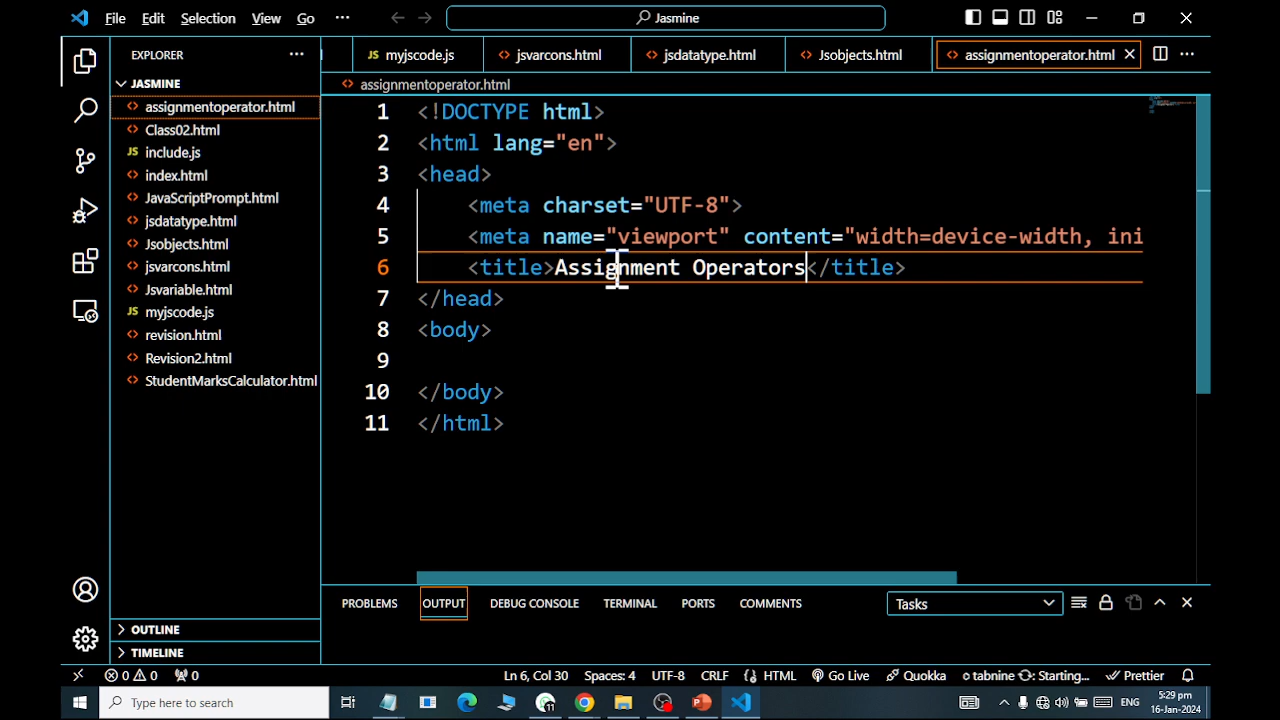 File Edit Selection View Go ··· Jasmine
EXPLORER ···
myjscode.js jsvarcons.html jsdatatype.html Jsobjects.html assignmentoperator.html ···
JASMINE
assignmentoperator.html
assignmentoperator.html
Class02.html
include.js
index.html
JavaScriptPrompt.html
jsdatatype.html
Jsobjects.html
jsvarcons.html
Jsvariable.html
myjscode.js
revision.html
Revision2.html
StudentMarksCalculator.html
OUTLINE
TIMELINE
1 <!DOCTYPE html>
2 <html lang="en">
3 <head>
4 <meta charset="UTF-8">
5 <meta name="viewport" content="width=device-width, ini
6 <title>Assignment Operators</title>
7 </head>
8 <body>
9
10 </body>
11 </html>
PROBLEMS OUTPUT DEBUG CONSOLE TERMINAL PORTS COMMENTS Tasks
0 0 0 Ln 6, Col 30 Spaces: 4 UTF-8 CRLF HTML Go Live Quokka tabnine Starting... Prettier
Type here to search ENG 5:29 pm
16-Jan-2024